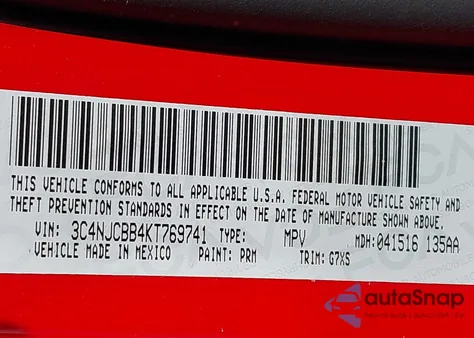 THIS VEHICLE CONFORMS TO ALL APPLICABLE U.S.A. FEDERAL MOTOR VEHICLE SAFETY AND
THEFT PREVENTION STANDARDS IN EFFECT ON THE DATE OF MANUFACTURE SHOWN ABOVE.
VIN: 3C4NJCBB4KT769741 TYPE: MPV MDH: 041516 135AA
VEHICLE MADE IN MEXICO PAINT: PRM TRIM: G7XS
autoSnap